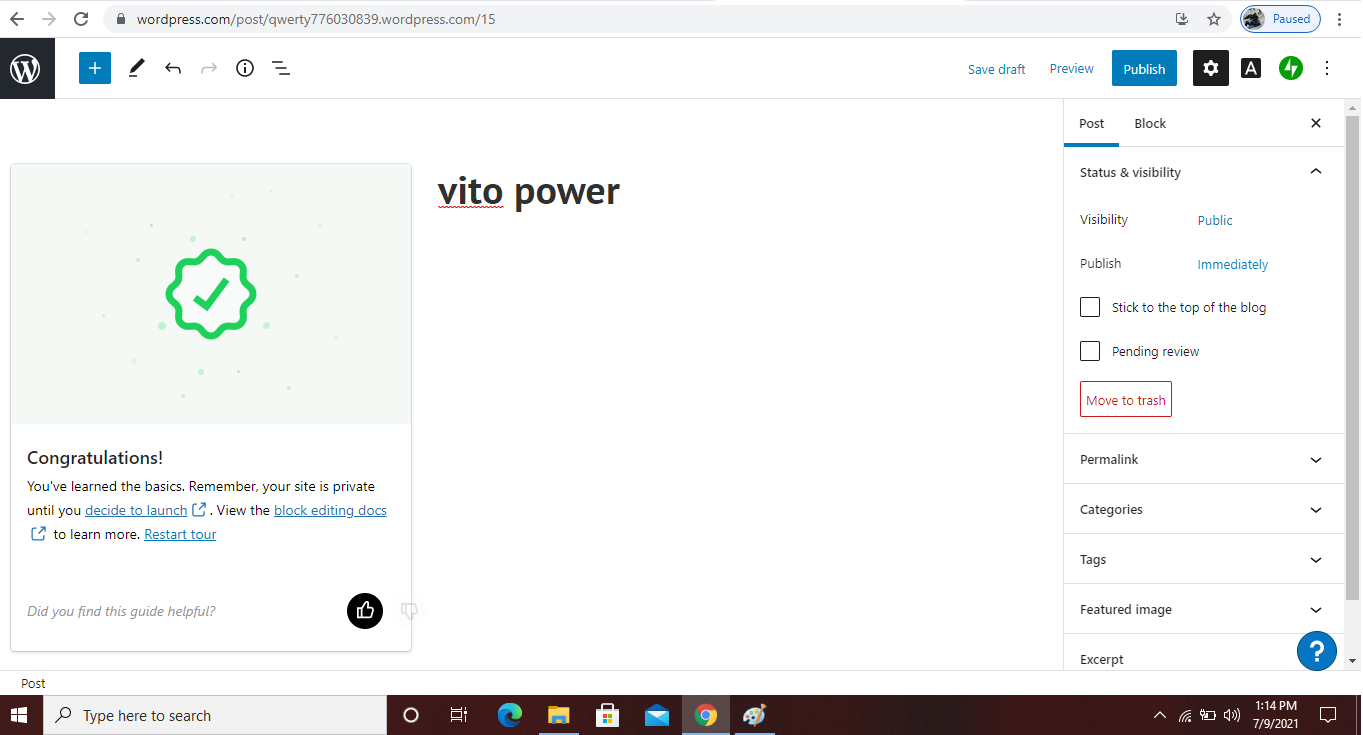 wordpress.com/post/qwerty776030839.wordpress.com/15
Paused
Save draft
Preview
Publish
A
Post
Block
vito power
Status & visibility
Visibility
Public
Publish
Immediately
Stick to the top of the blog
Pending review
Move to trash
Congratulations!
You've learned the basics. Remember, your site is private
until you decide to launch . View the block editing docs
to learn more. Restart tour
Did you find this guide helpful?
Permalink
Categories
Tags
Featured image
Excerpt
?
Post
Type here to search
1:14 PM
7/9/2021